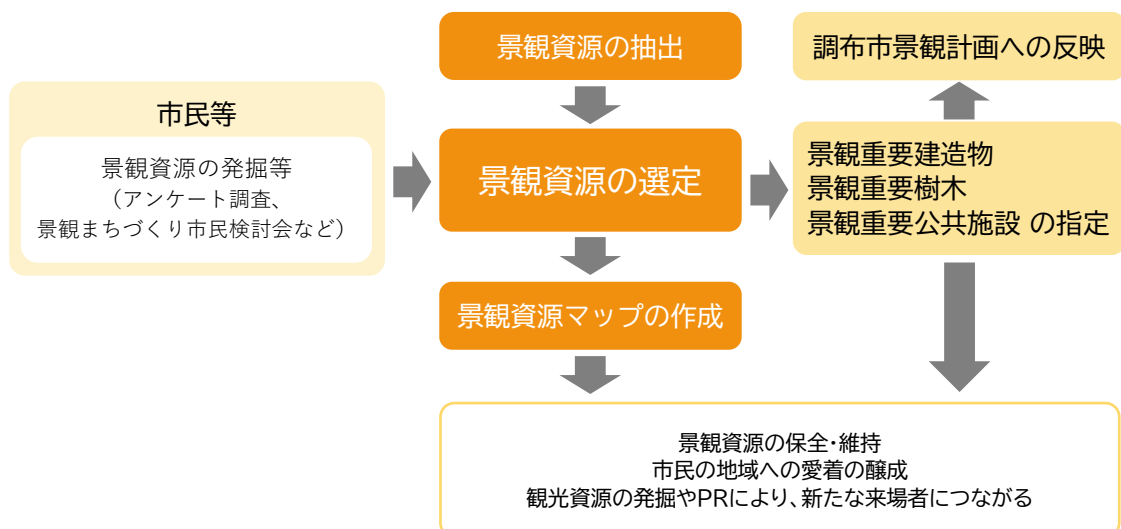 景観資源の抽出
調布市景観計画への反映
市民等
景観資源の発掘等
（アンケート調査、
景観まちづくり市民検討会など）
景観資源の選定
景観重要建造物
景観重要樹木
景観重要公共施設 の指定
景観資源マップの作成
景観資源の保全・維持
市民の地域への愛着の醸成
観光資源の発掘やPRにより、新たな来場者につながる